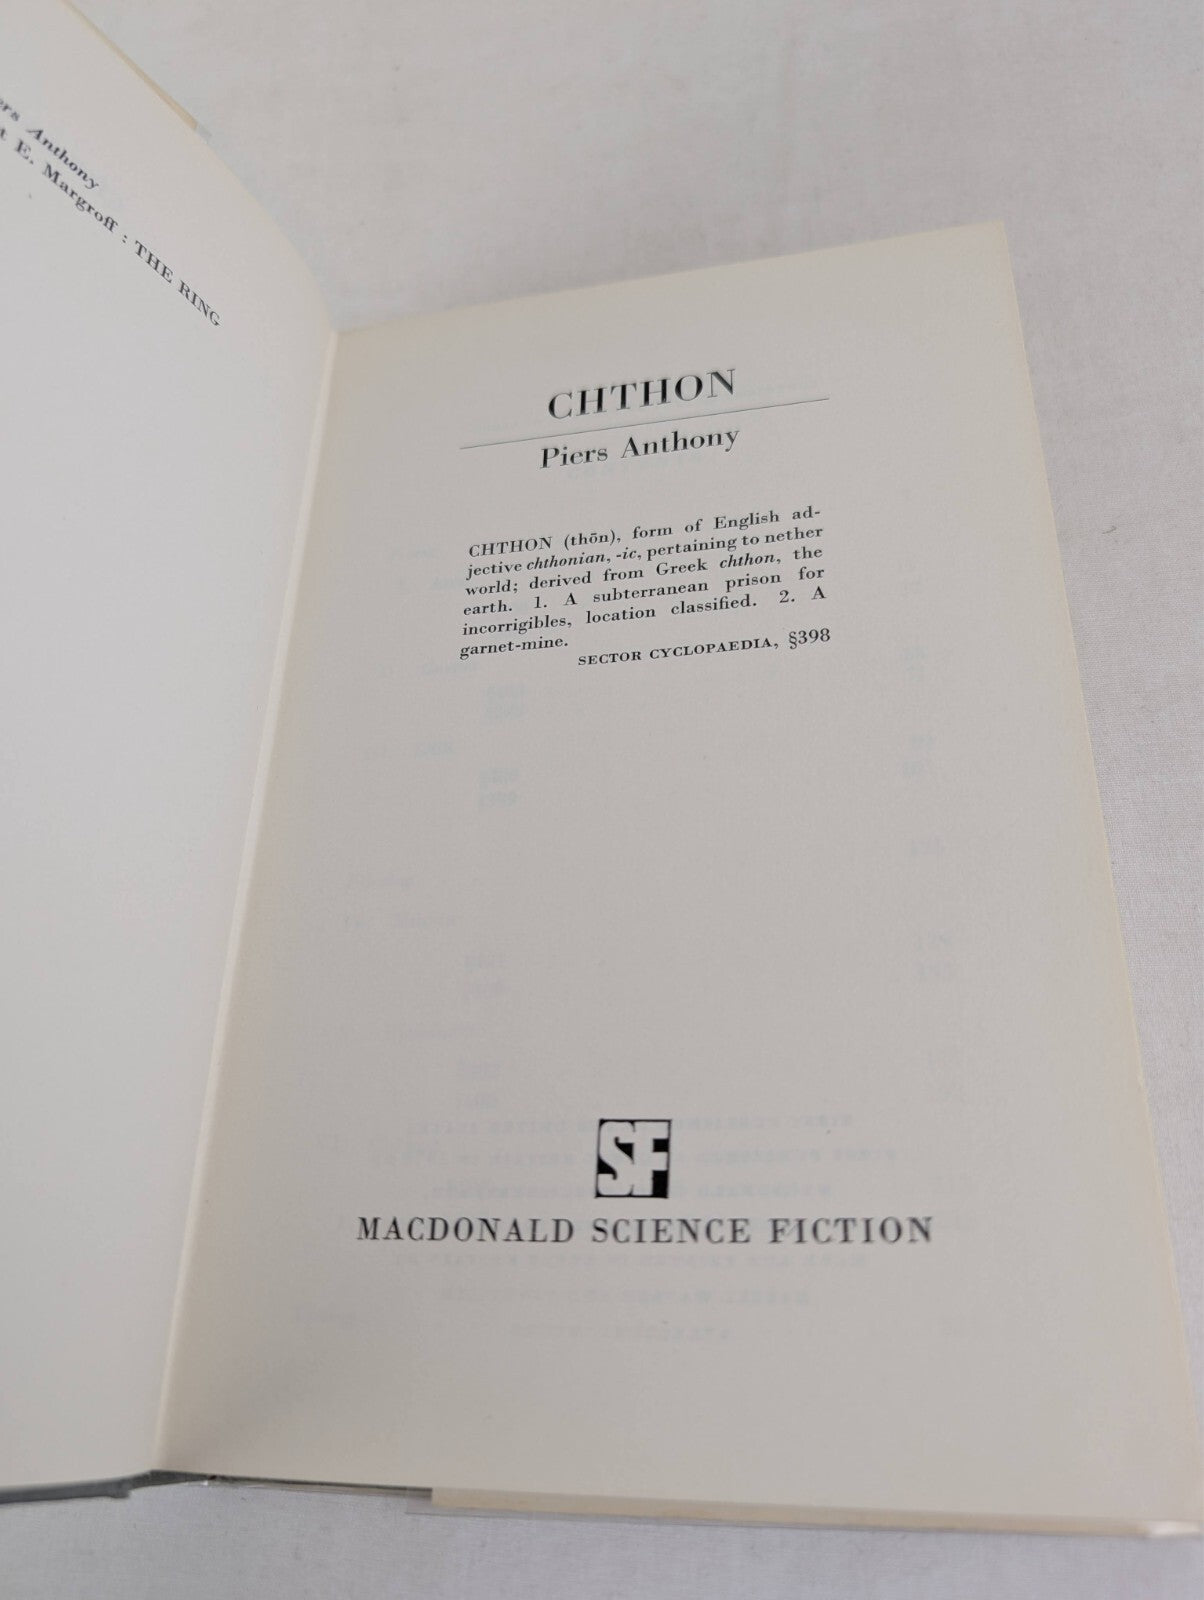 Anthony
E. Margroff : THE RING
CHTHON
Piers Anthony
CHTHON (thōn), form of English ad-
jective chthonian, -ic, pertaining to nether
world; derived from Greek chthon, the
earth. 1. A subterranean prison for
incorrigibles, location classified. 2. A
garnet-mine.
SECTOR CYCLOPAEDIA, §398
SF
MACDONALD SCIENCE FICTION